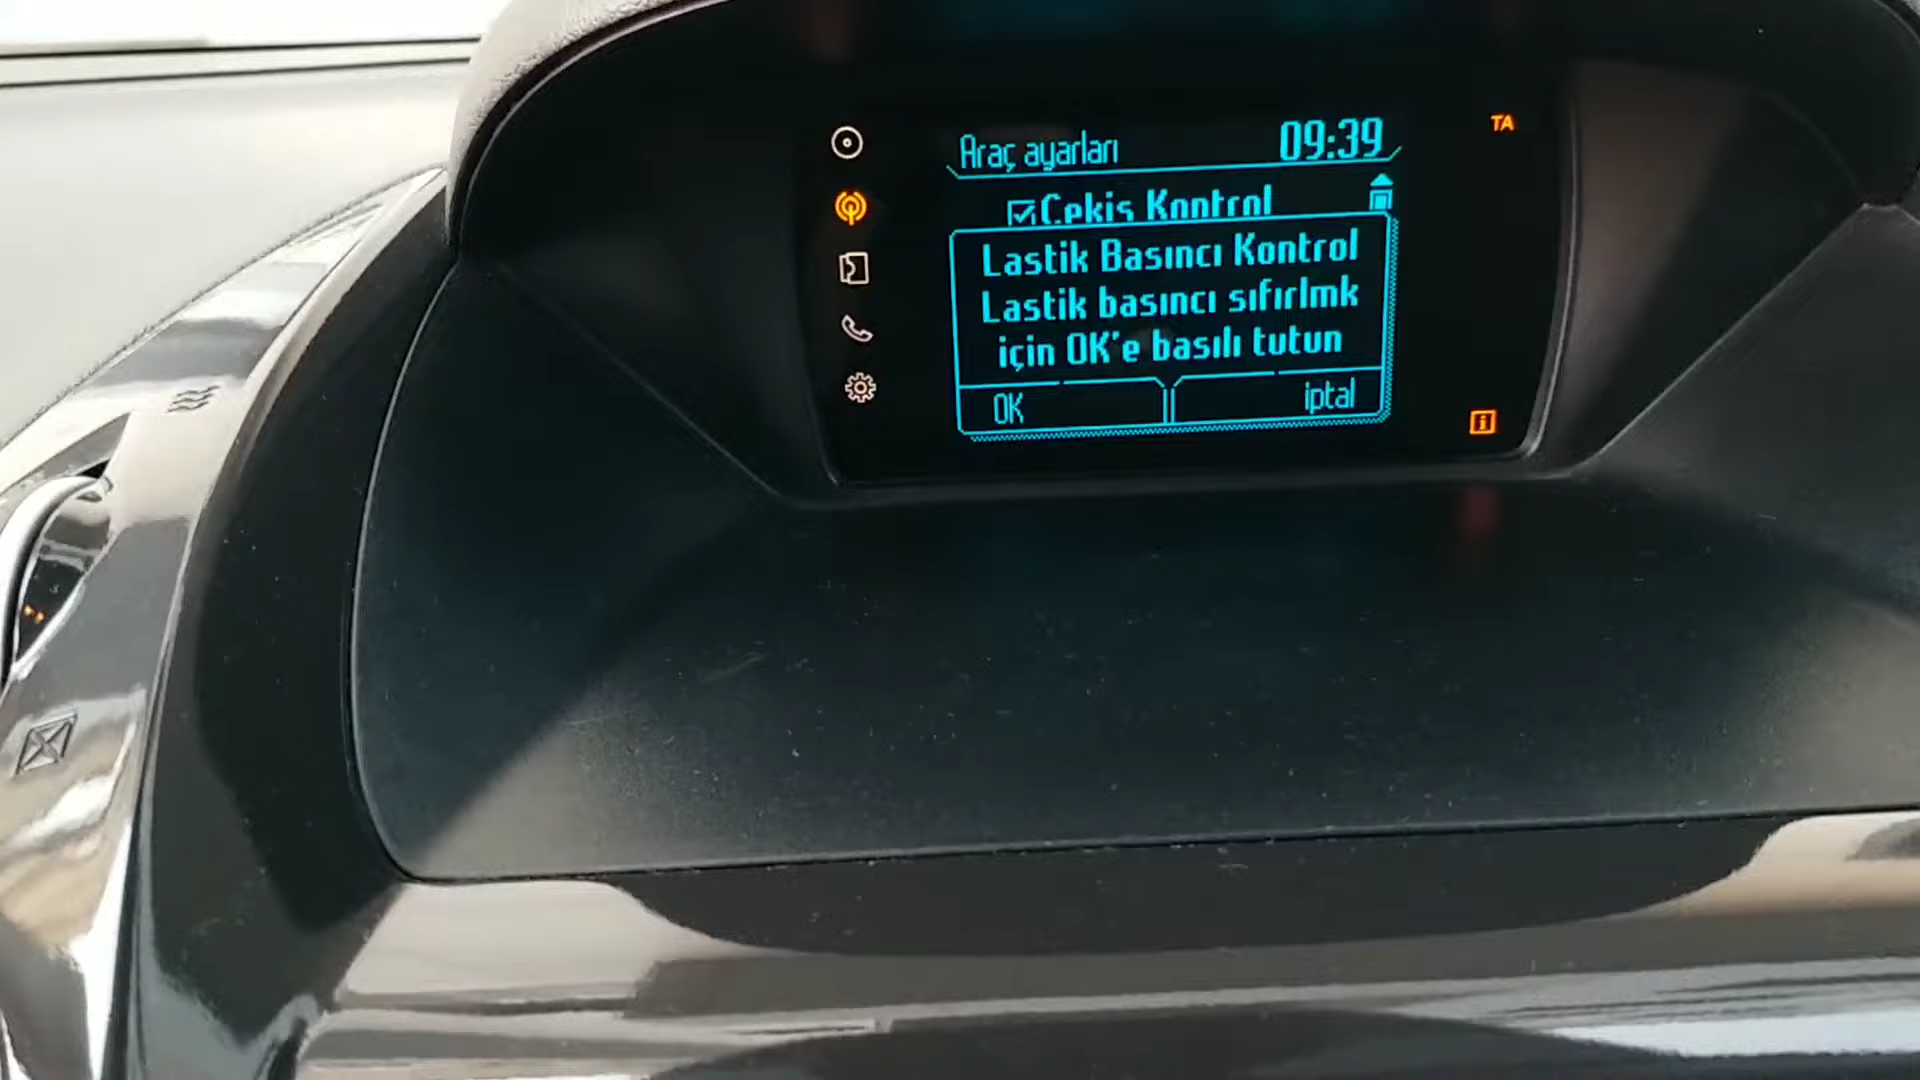 Araç ayarları 09:39 TA
Çekiş Kontrol
Lastik Basıncı Kontrol
Lastik basıncı sıfırlmk
için OK'e basılı tutun
OK iptal
i